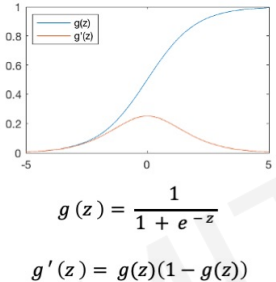 1
g(z)
g'(z)
0.8
0.6
0.4
0.2
0
-5 0 5
g (z) = 1 / (1 + e^{-z})
g ' (z) = g(z)(1 − g(z))